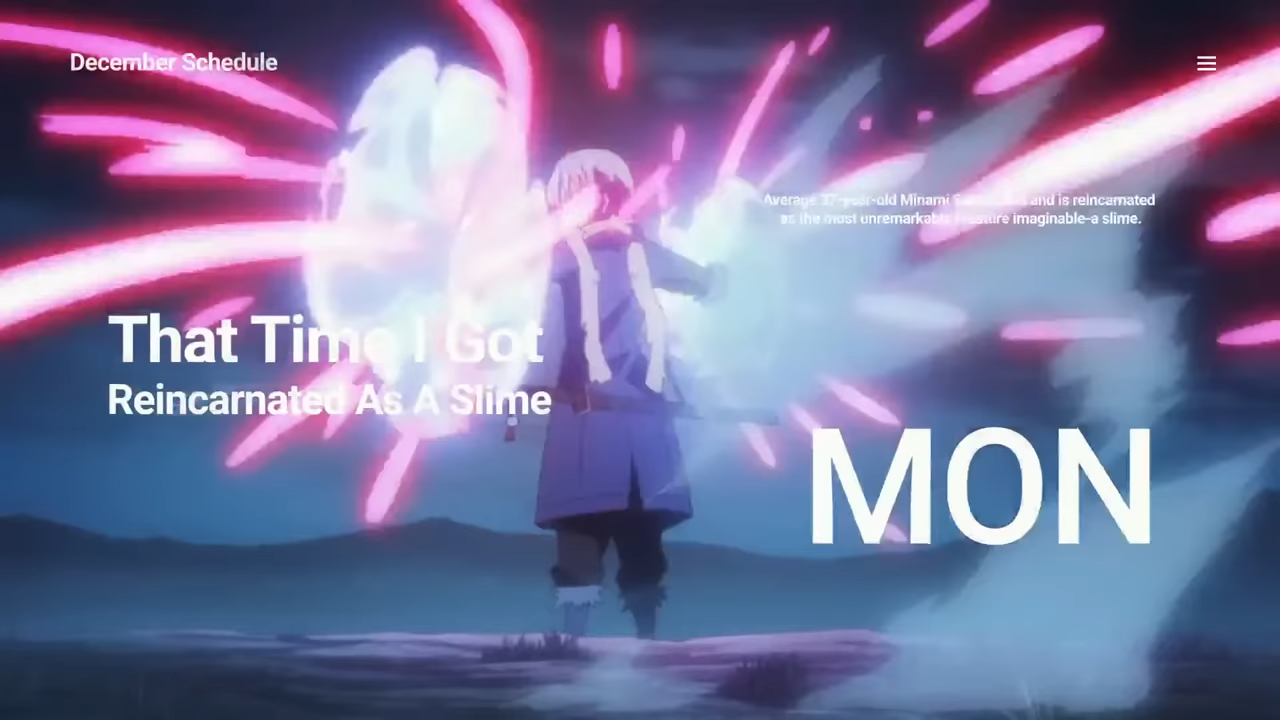 December Schedule
Average 37-year-old Minami and is reincarnated
as the most unremarkable creature imaginable-a slime.
That Time I Got
Reincarnated As A Slime
MON